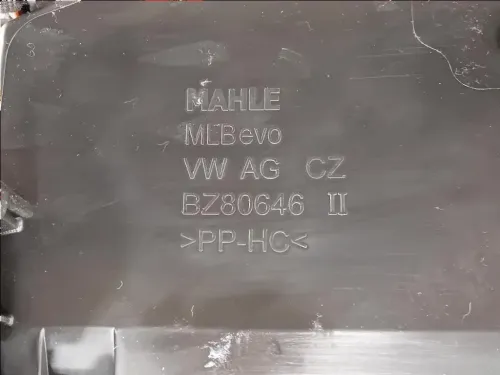 MAHLE
MLBevo
VW AG CZ
BZ80646 II
>PP-HC<